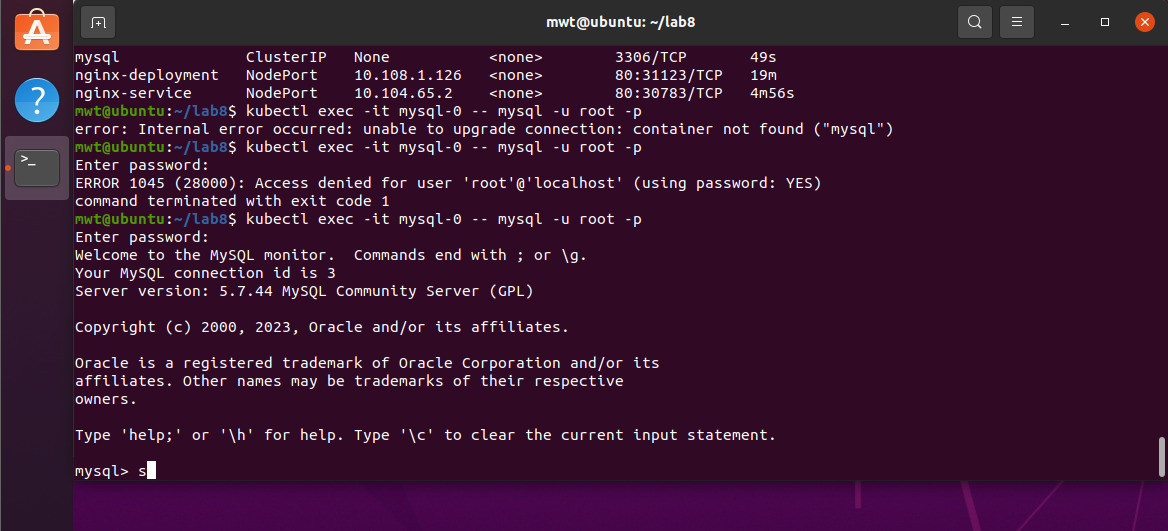 mwt@ubuntu: ~/lab8
mysql ClusterIP None <none> 3306/TCP 49s
nginx-deployment NodePort 10.108.1.126 <none> 80:31123/TCP 19m
nginx-service NodePort 10.104.65.2 <none> 80:30783/TCP 4m56s
mwt@ubuntu:~/lab8$ kubectl exec -it mysql-0 -- mysql -u root -p
error: Internal error occurred: unable to upgrade connection: container not found ("mysql")
mwt@ubuntu:~/lab8$ kubectl exec -it mysql-0 -- mysql -u root -p
Enter password:
ERROR 1045 (28000): Access denied for user 'root'@'localhost' (using password: YES)
command terminated with exit code 1
mwt@ubuntu:~/lab8$ kubectl exec -it mysql-0 -- mysql -u root -p
Enter password:
Welcome to the MySQL monitor.  Commands end with ; or \g.
Your MySQL connection id is 3
Server version: 5.7.44 MySQL Community Server (GPL)
Copyright (c) 2000, 2023, Oracle and/or its affiliates.
Oracle is a registered trademark of Oracle Corporation and/or its
affiliates. Other names may be trademarks of their respective
owners.
Type 'help;' or '\h' for help. Type '\c' to clear the current input statement.
mysql> s